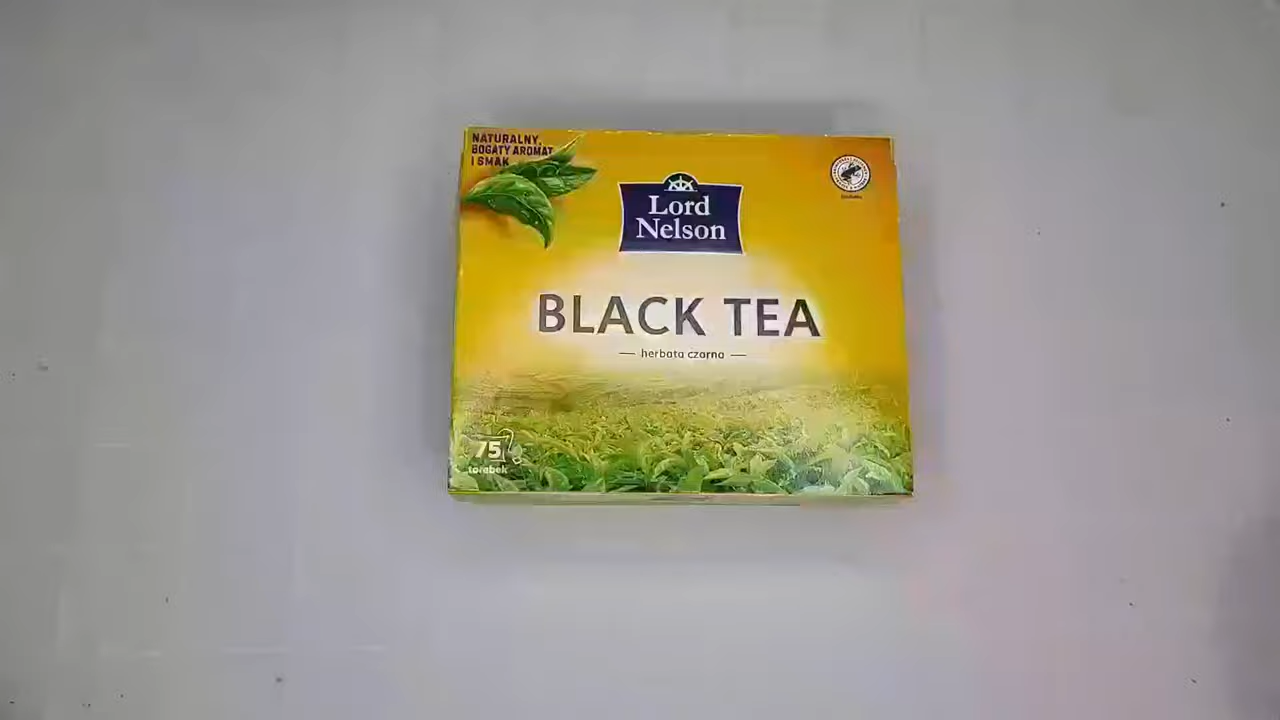 NATURALNY,
BOGATY AROMAT
I SMAK
Lord
Nelson
BLACK TEA
herbata czarna
75
torebek